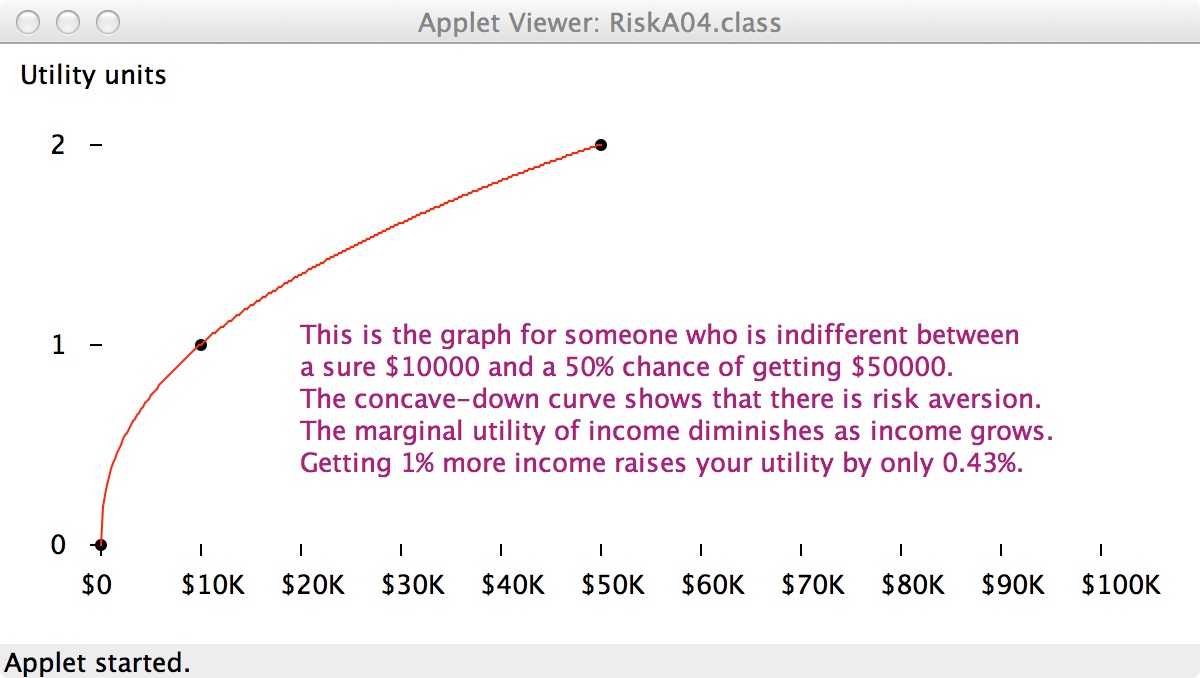 Applet Viewer: RiskA04.class
Utility units
2
1
This is the graph for someone who is indifferent between
a sure $10000 and a 50% chance of getting $50000.
The concave-down curve shows that there is risk aversion.
The marginal utility of income diminishes as income grows.
Getting 1% more income raises your utility by only 0.43%.
0
$0 $10K $20K $30K $40K $50K $60K $70K $80K $90K $100K
Applet started.